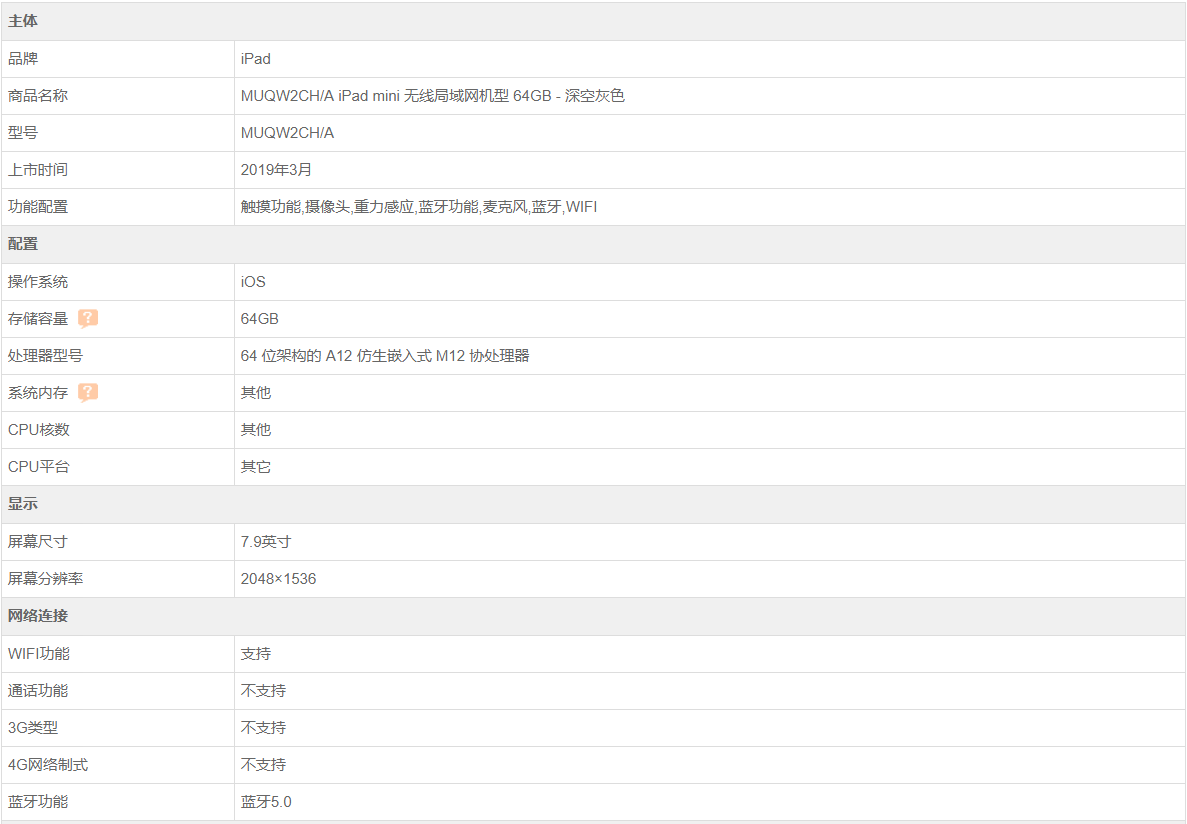 主体
品牌 iPad
商品名称 MUQW2CH/A iPad mini 无线局域网机型 64GB - 深空灰色
型号 MUQW2CH/A
上市时间 2019年3月
功能配置 触摸功能,摄像头,重力感应,蓝牙功能,麦克风,蓝牙,WIFI
配置
操作系统 iOS
存储容量 ? 64GB
处理器型号 64 位架构的 A12 仿生嵌入式 M12 协处理器
系统内存 ? 其他
CPU核数 其他
CPU平台 其它
显示
屏幕尺寸 7.9英寸
屏幕分辨率 2048×1536
网络连接
WIFI功能 支持
通话功能 不支持
3G类型 不支持
4G网络制式 不支持
蓝牙功能 蓝牙5.0